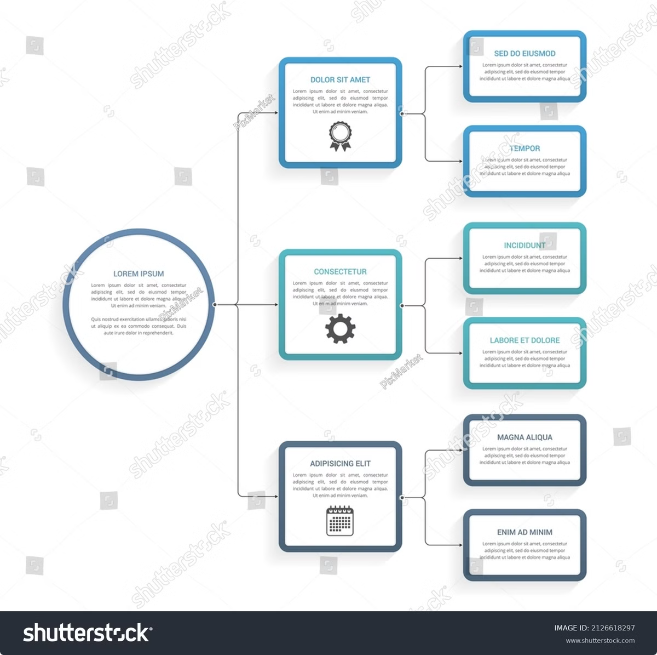 LOREM IPSUM
Lorem ipsum dolor sit amet, consectetur
adipiscing elit, sed do eiusmod tempor
incididunt ut labore et dolore magna aliqua.
Ut enim ad minim veniam.
Quis nostrud exercitation ullamco laboris nisi
ut aliquip ex ea commodo consequat. Duis
aute irure dolor in reprehenderit.
DOLOR SIT AMET
Lorem ipsum dolor sit amet, consectetur
adipiscing elit, sed do eiusmod tempor
incididunt ut labore et dolore magna aliqua.
Ut enim ad minim veniam.
SED DO EIUSMOD
Lorem ipsum dolor sit amet, consectetur
adipiscing elit, sed do eiusmod tempor
incididunt ut labore et dolore magna
TEMPOR
Lorem ipsum dolor sit amet, consectetur
adipiscing elit, sed do eiusmod tempor
incididunt ut labore et dolore magna aliqua.
CONSECTETUR
Lorem ipsum dolor sit amet, consectetur
adipiscing elit, sed do eiusmod tempor
incididunt ut labore et dolore magna aliqua.
Ut enim ad minim veniam.
INCIDIDUNT
Lorem ipsum dolor sit amet, consectetur
adipiscing elit, sed do eiusmod tempor
incididunt ut labore et dolore magna aliqua.
LABORE ET DOLORE
Lorem ipsum dolor sit amet, consectetur
adipiscing elit, sed do eiusmod tempor
incididunt ut labore et dolore magna aliqua.
ADIPISICING ELIT
Lorem ipsum dolor sit amet, consectetur
adipiscing elit, sed do eiusmod tempor
incididunt ut labore et dolore magna aliqua.
Ut enim ad minim veniam.
MAGNA ALIQUA
Lorem ipsum dolor sit amet, consectetur
adipiscing elit, sed do eiusmod tempor
incididunt ut labore et dolore magna aliqua.
ENIM AD MINIM
Lorem ipsum dolor sit amet, consectetur
adipiscing elit, sed do eiusmod tempor
incididunt ut labore et dolore magna aliqua.
PixMarket
PixMarket
PixMarket
shutterstock
shutterstock
shutterstock
shutterstock
shutterstock
shutterstock
IMAGE ID: 2126618297
www.shutterstock.com